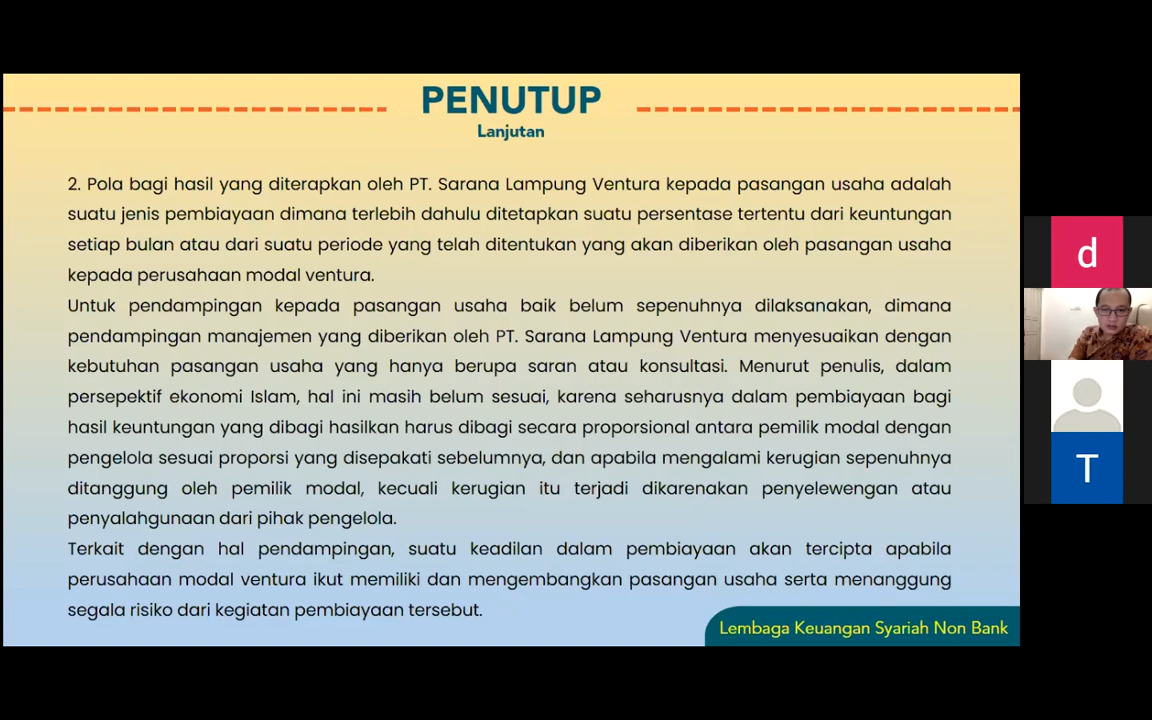 PENUTUP
Lanjutan
2. Pola bagi hasil yang diterapkan oleh PT. Sarana Lampung Ventura kepada pasangan usaha adalah
suatu jenis pembiayaan dimana terlebih dahulu ditetapkan suatu persentase tertentu dari keuntungan
setiap bulan atau dari suatu periode yang telah ditentukan yang akan diberikan oleh pasangan usaha
kepada perusahaan modal ventura.
Untuk pendampingan kepada pasangan usaha baik belum sepenuhnya dilaksanakan, dimana
pendampingan manajemen yang diberikan oleh PT. Sarana Lampung Ventura menyesuaikan dengan
kebutuhan pasangan usaha yang hanya berupa saran atau konsultasi. Menurut penulis, dalam
persepektif ekonomi Islam, hal ini masih belum sesuai, karena seharusnya dalam pembiayaan bagi
hasil keuntungan yang dibagi hasilkan harus dibagi secara proporsional antara pemilik modal dengan
pengelola sesuai proporsi yang disepakati sebelumnya, dan apabila mengalami kerugian sepenuhnya
ditanggung oleh pemilik modal, kecuali kerugian itu terjadi dikarenakan penyelewengan atau
penyalahgunaan dari pihak pengelola.
Terkait dengan hal pendampingan, suatu keadilan dalam pembiayaan akan tercipta apabila
perusahaan modal ventura ikut memiliki dan mengembangkan pasangan usaha serta menanggung
segala risiko dari kegiatan pembiayaan tersebut.
Lembaga Keuangan Syariah Non Bank
d
T